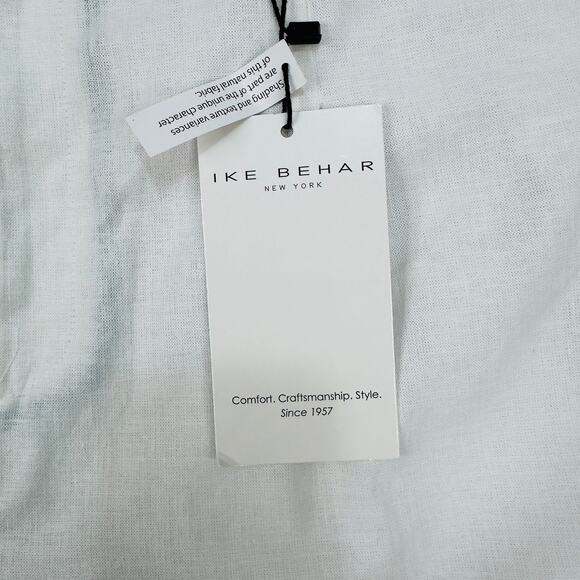 Shading and texture variances
are part of the unique character
of this natural fabric.
IKE BEHAR
NEW YORK
Comfort. Craftsmanship. Style.
Since 1957